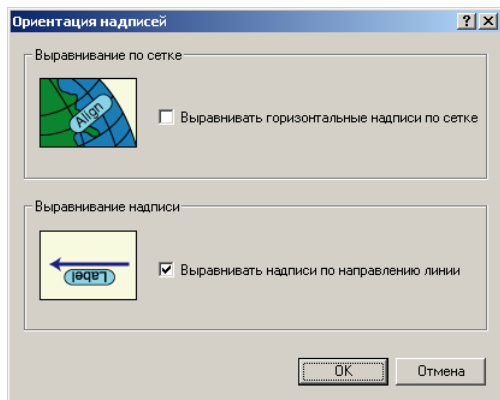 Ориентация надписей
Выравнивание по сетке
Align
Выравнивать горизонтальные надписи по сетке
Выравнивание надписи
Label
Выравнивать надписи по направлению линии
OK
Отмена